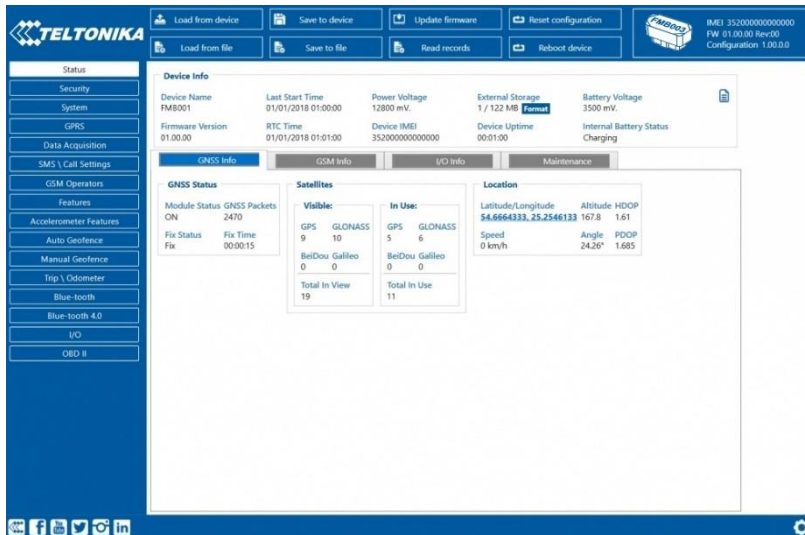 TELTONIKA
Load from device
Save to device
Update firmware
Reset configuration
Load from file
Save to file
Read records
Reboot device
FMB003
IMEI 352000000000000
FW 01.00.00 Rev:00
Configuration 1.00.0.0
Status
Security
System
GPRS
Data Acquisition
SMS \ Call Settings
GSM Operators
Features
Accelerometer Features
Auto Geofence
Manual Geofence
Trip \ Odometer
Blue-tooth
Blue-tooth 4.0
I/O
OBD II
Device Info
Device Name Last Start Time Power Voltage External Storage Battery Voltage
FMB001 01/01/2018 01:00:00 12800 mV. 1 / 122 MB Format 3500 mV.
Firmware Version RTC Time Device IMEI Device Uptime Internal Battery Status
01.00.00 01/01/2018 01:01:00 352000000000000 00:01:00 Charging
GNSS Info GSM Info I/O Info Maintenance
GNSS Status
Module Status GNSS Packets
ON 2470
Fix Status Fix Time
Fix 00:00:15
Satellites
Visible:
GPS GLONASS
9 10
BeiDou Galileo
0 0
Total In View
19
In Use:
GPS GLONASS
5 6
BeiDou Galileo
0 0
Total In Use
11
Location
Latitude/Longitude Altitude HDOP
54.6664333, 25.2546133 167.8 1.61
Speed Angle PDOP
0 km/h 24.26° 1.685
You Tube
in